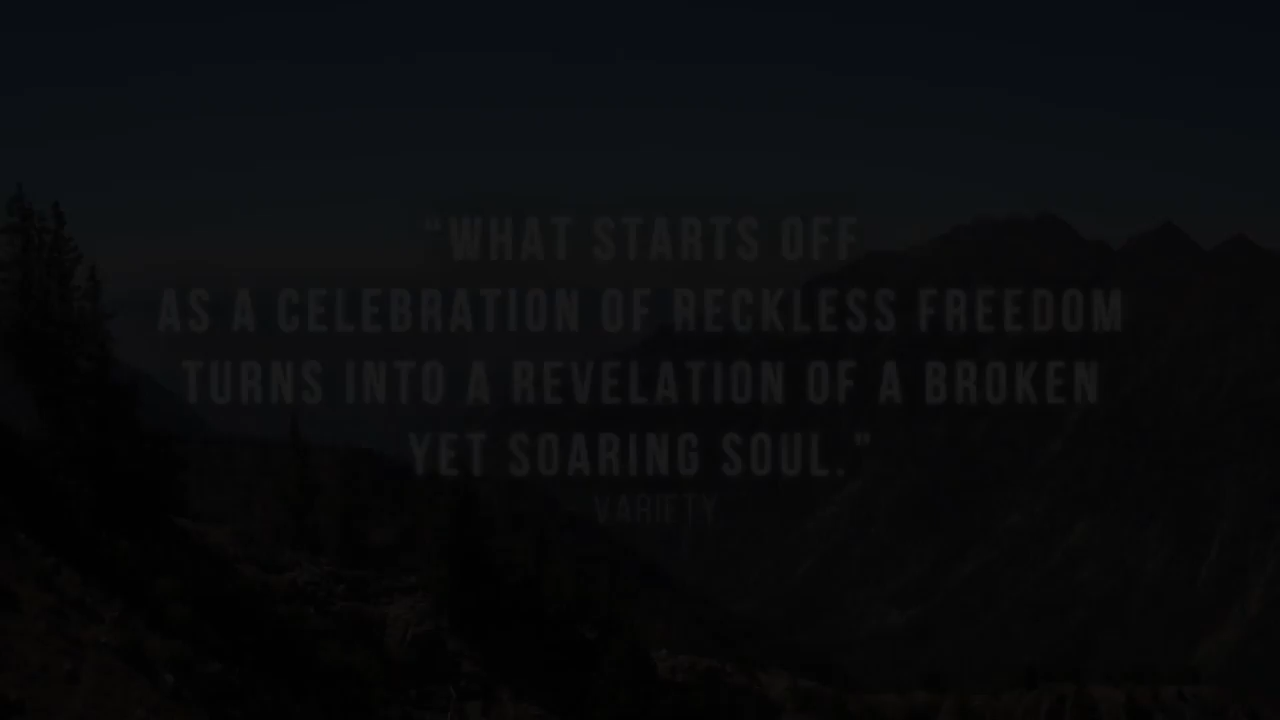 “WHAT STARTS OFF
AS A CELEBRATION OF RECKLESS FREEDOM
TURNS INTO A REVELATION OF A BROKEN
YET SOARING SOUL."
- VARIETY